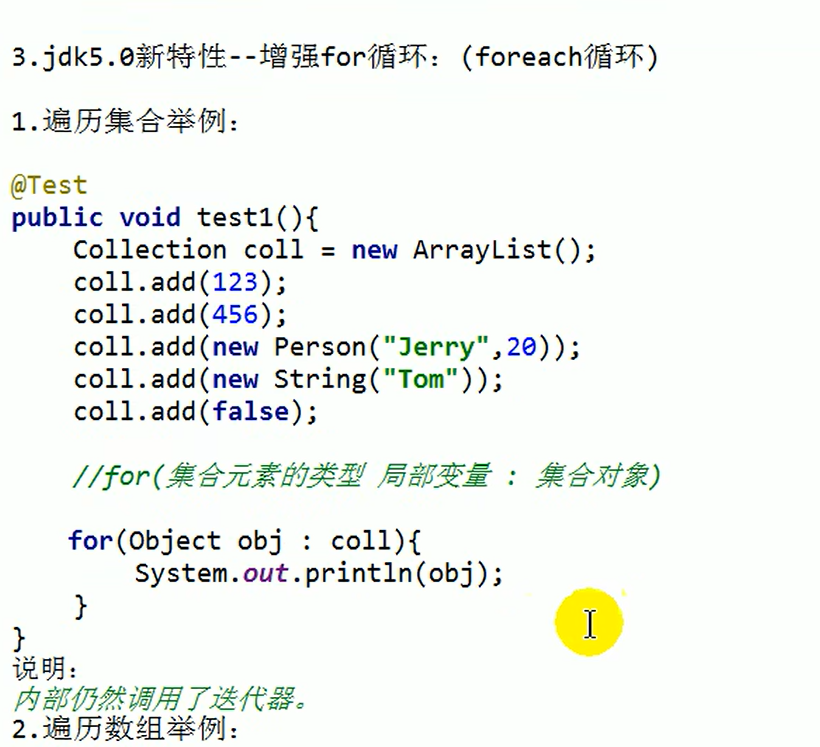 3.jdk5.0新特性--增强for循环：(foreach循环)
1.遍历集合举例：
@Test
public void test1(){
Collection coll = new ArrayList();
coll.add(123);
coll.add(456);
coll.add(new Person("Jerry",20));
coll.add(new String("Tom"));
coll.add(false);
//for(集合元素的类型 局部变量 : 集合对象)
for(Object obj : coll){
System.out.println(obj);
}
}
说明：
内部仍然调用了迭代器。
2.遍历数组举例：